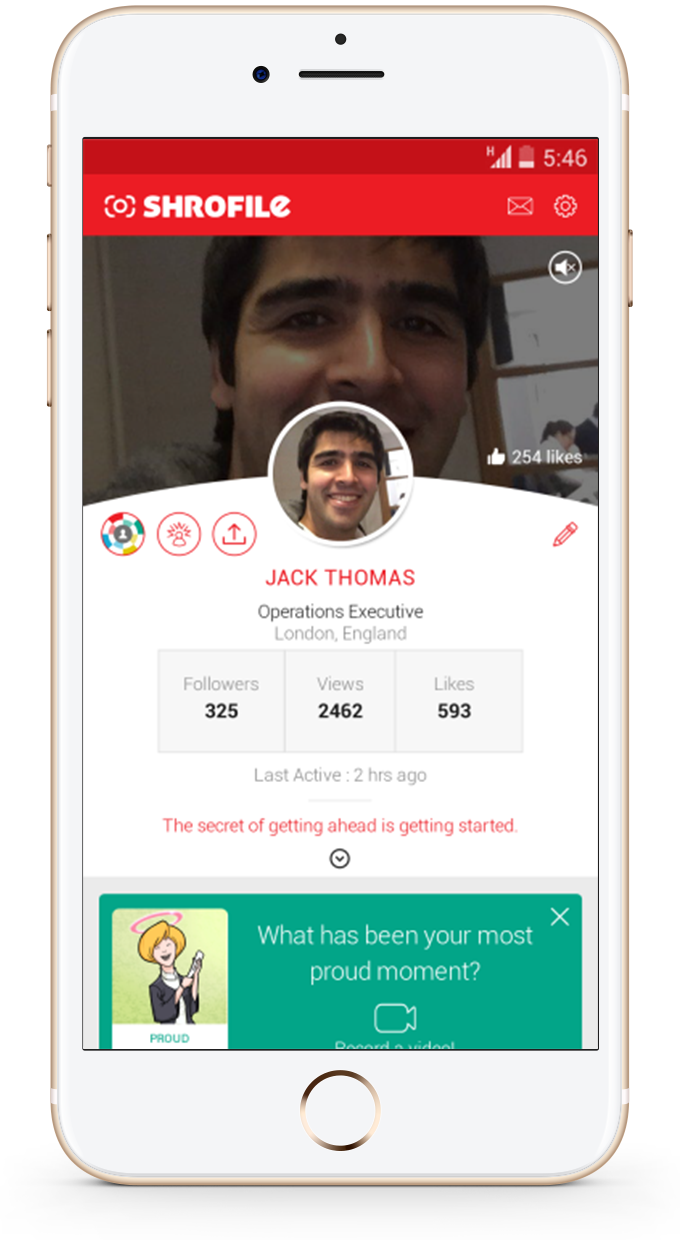 H 5:46
SHROFILE
254 likes
JACK THOMAS
Operations Executive
London, England
Followers Views Likes
325 2462 593
Last Active : 2 hrs ago
The secret of getting ahead is getting started.
What has been your most
proud moment?
PROUD
Record a video!